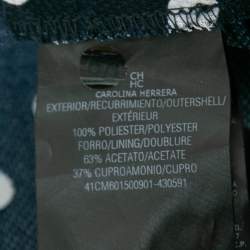 CH
HC
CAROLINA HERRERA
EXTERIOR/RECUBRIMIENTO/OUTERSHELL/
EXTÉRIEUR
100% POLIESTER/POLYESTER
FORRO/LINING/DOUBLURE
63% ACETATO/ACETATE
37% CUPROAMONIO/CUPRO
41CM601500901-430591